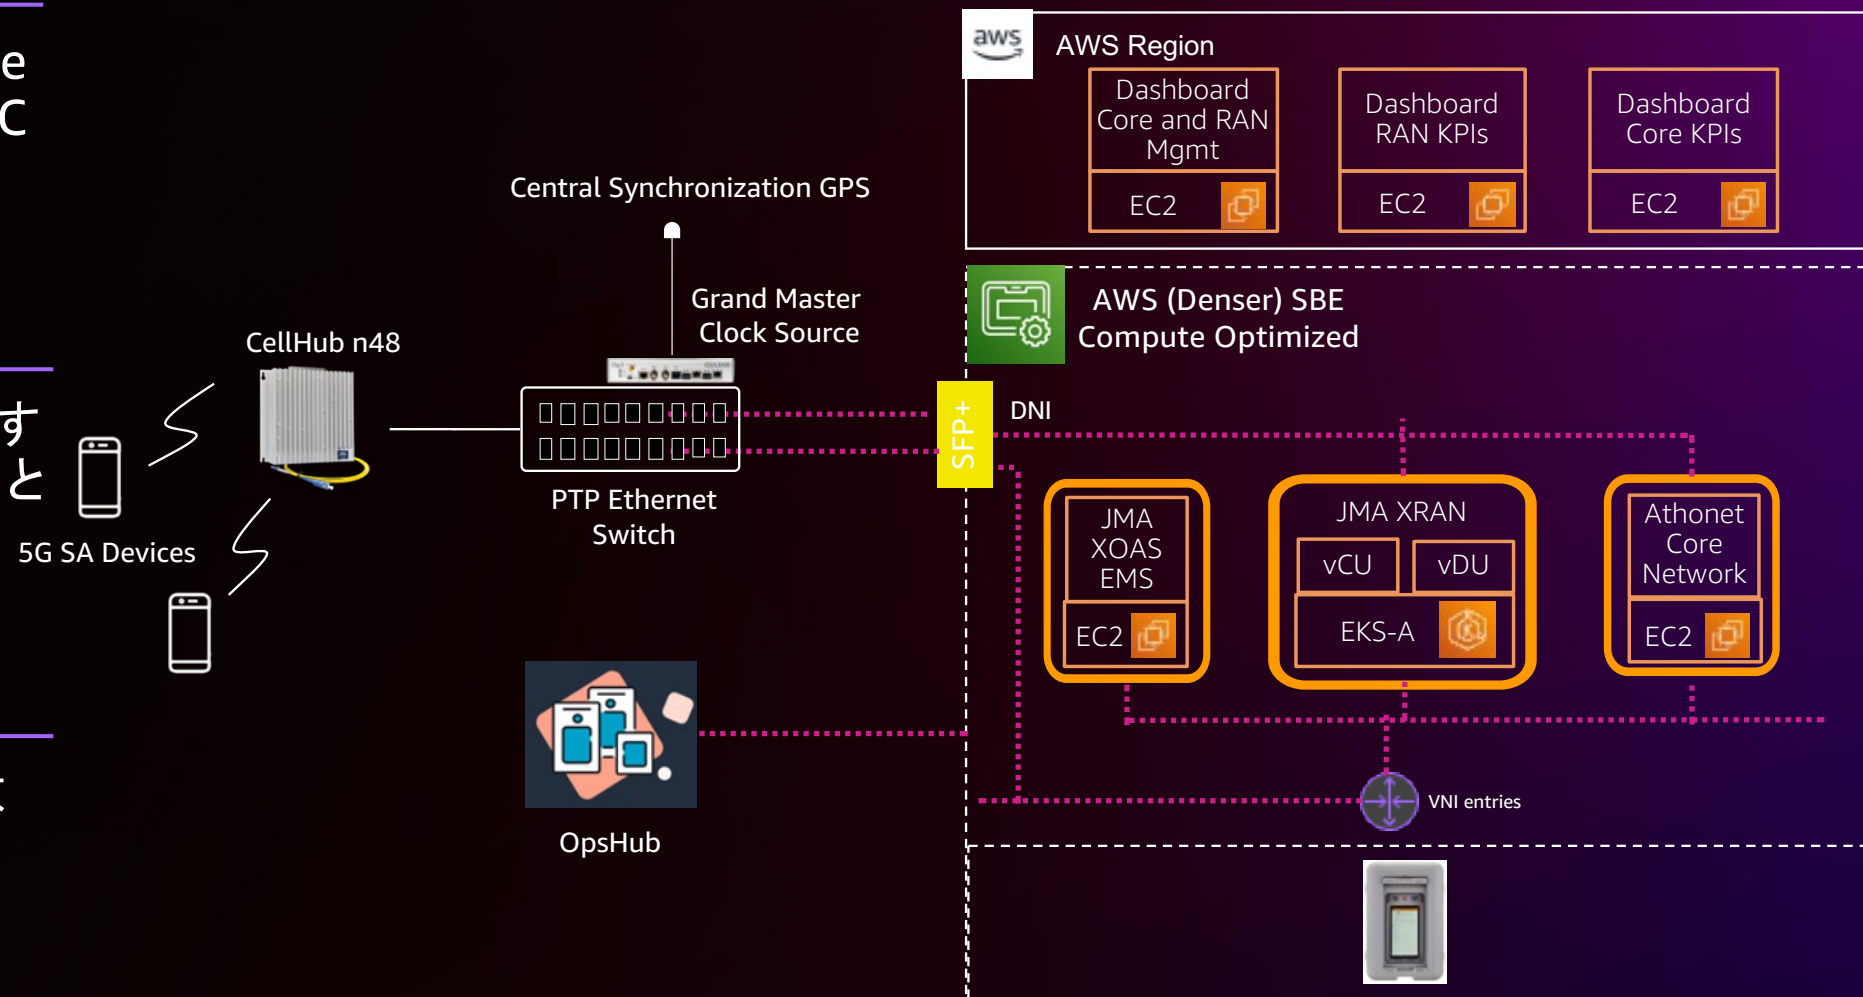 e
C
す
と
aws
AWS Region
Dashboard
Core and RAN
Mgmt
EC2
Dashboard
RAN KPIs
EC2
Dashboard
Core KPIs
EC2
Central Synchronization GPS
Grand Master
Clock Source
CellHub n48
5G SA Devices
PTP Ethernet
Switch
OpsHub
AWS (Denser) SBE
Compute Optimized
SFP+
DNI
JMA
XOAS
EMS
EC2
JMA XRAN
vCU
vDU
EKS-A
Athonet
Core
Network
EC2
VNI entries